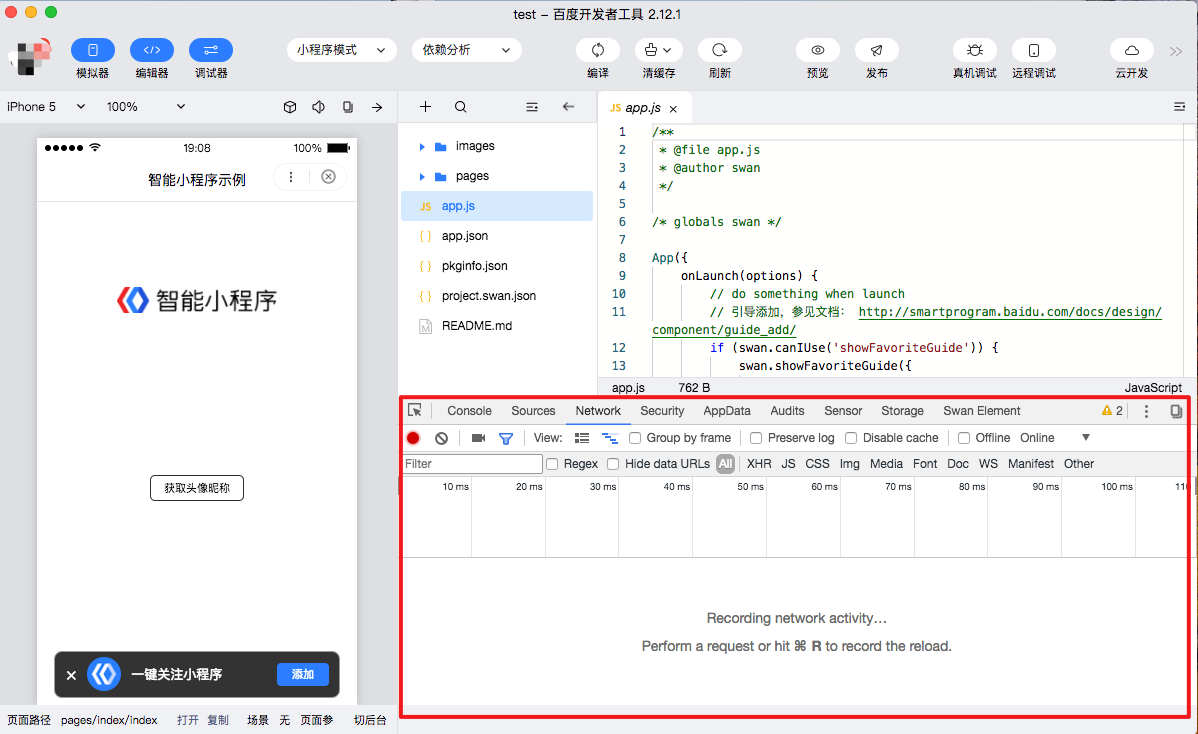 test – 百度开发者工具 2.12.1
模拟器 编辑器 调试器 小程序模式 依赖分析 编译 清缓存 刷新 预览 发布 真机调试 远程调试 云开发
iPhone 5 100%
19:08 100%
智能小程序示例
智能小程序
获取头像昵称
一键关注小程序 添加
页面路径 pages/index/index 打开 复制 场景 无 页面参 切后台
images
pages
JS app.js
{ } app.json
{ } pkginfo.json
{ } project.swan.json
M README.md
JS app.js
1 /**
2 * @file app.js
3 * @author swan
4 */
5
6 /* globals swan */
7
8 App({
9 onLaunch(options) {
10 // do something when launch
11 // 引导添加，参见文档： http://smartprogram.baidu.com/docs/design/
component/guide_add/
12 if (swan.canIUse('showFavoriteGuide')) {
13 swan.showFavoriteGuide({
app.js 762 B JavaScript
Console Sources Network Security AppData Audits Sensor Storage Swan Element 2
View: Group by frame Preserve log Disable cache Offline Online
Filter Regex Hide data URLs All XHR JS CSS Img Media Font Doc WS Manifest Other
10 ms 20 ms 30 ms 40 ms 50 ms 60 ms 70 ms 80 ms 90 ms 100 ms 110
Recording network activity…
Perform a request or hit ⌘ R to record the reload.